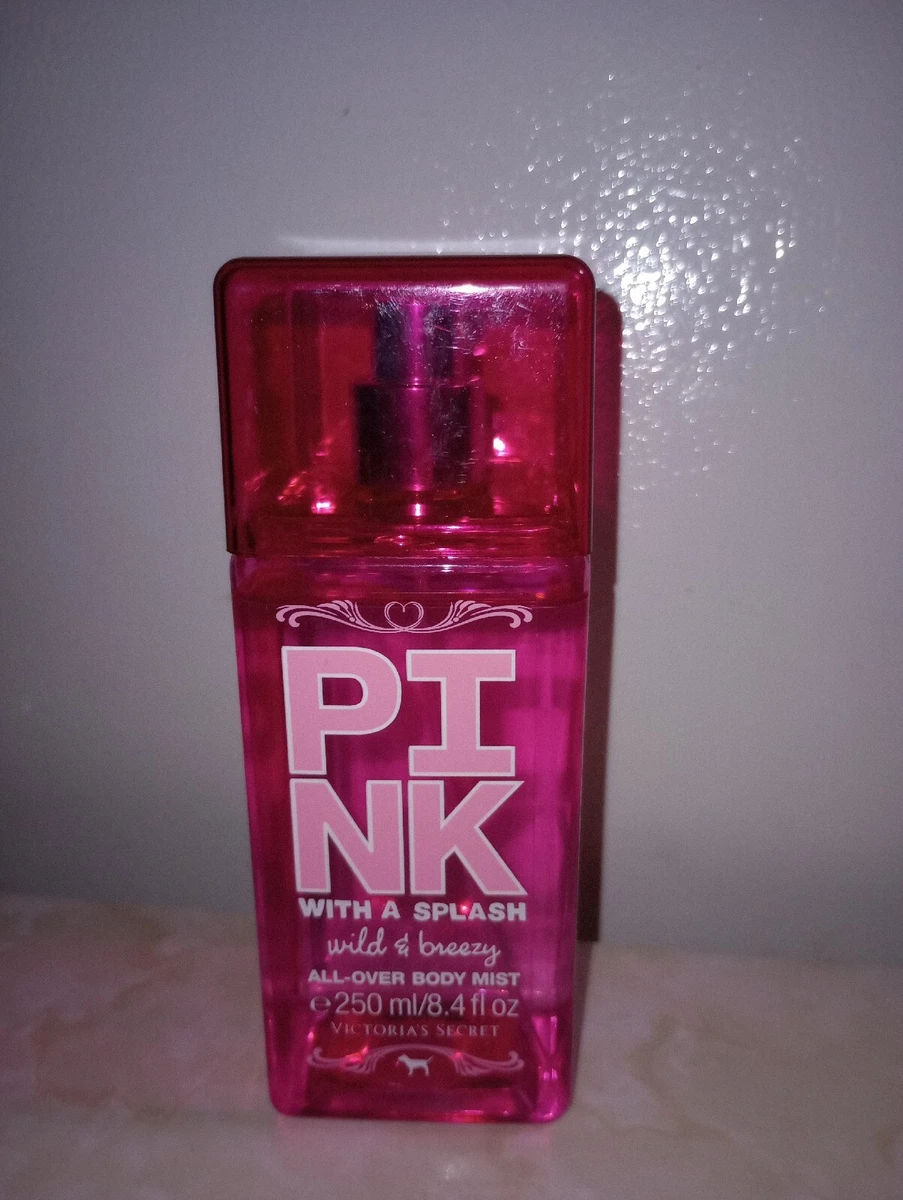 PI
NK
WITH A SPLASH
wild & breezy
ALL-OVER BODY MIST
℮250 ml/8.4 fl oz
VICTORIA'S SECRET